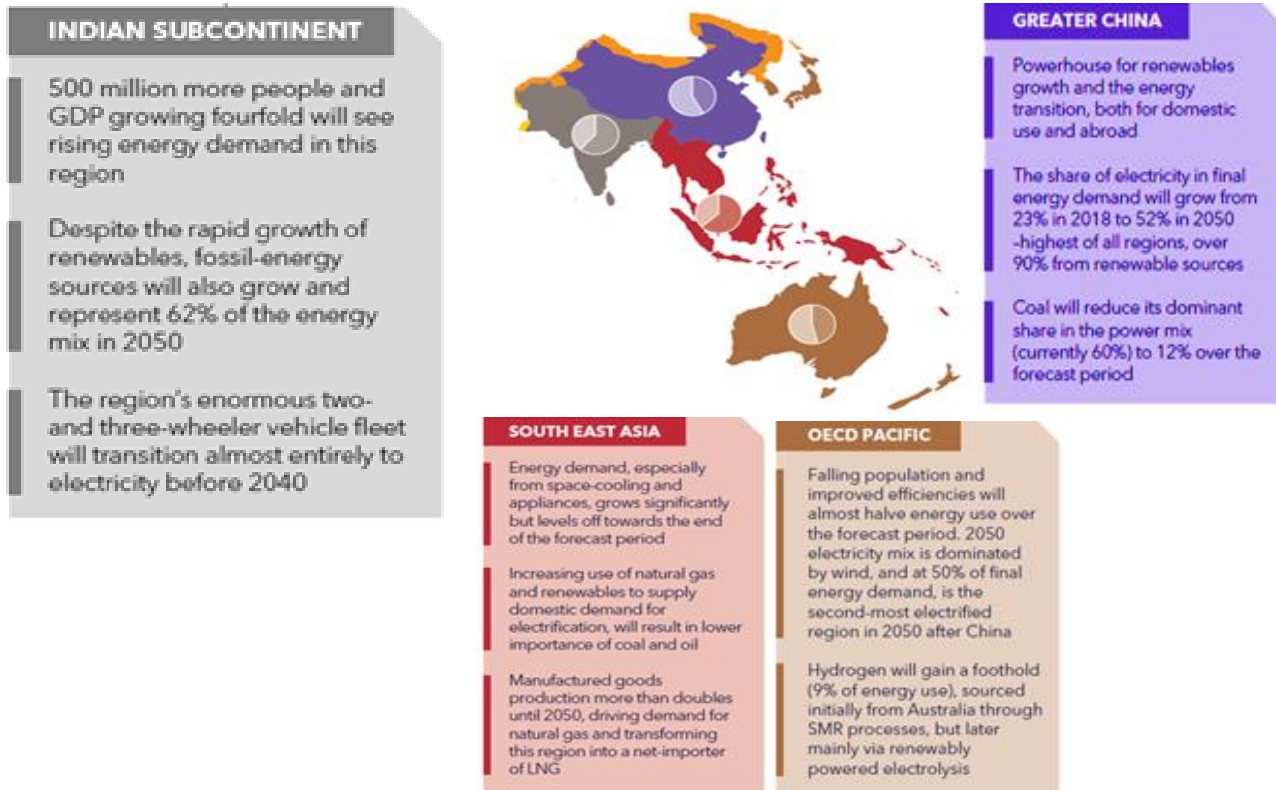 INDIAN SUBCONTINENT
500 million more people and
GDP growing fourfold will see
rising energy demand in this
region
Despite the rapid growth of
renewables, fossil-energy
sources will also grow and
represent 62% of the energy
mix in 2050
The region's enormous two-
and three-wheeler vehicle fleet
will transition almost entirely to
electricity before 2040
GREATER CHINA
Powerhouse for renewables
growth and the energy
transition, both for domestic
use and abroad
The share of electricity in final
energy demand will grow from
23% in 2018 to 52% in 2050
-highest of all regions, over
90% from renewable sources
Coal will reduce its dominant
share in the power mix
(currently 60%) to 12% over the
forecast period
SOUTH EAST ASIA
Energy demand, especially
from space-cooling and
appliances, grows significantly
but levels off towards the end
of the forecast period
Increasing use of natural gas
and renewables to supply
domestic demand for
electrification, will result in lower
importance of coal and oil
Manufactured goods
production more than doubles
until 2050, driving demand for
natural gas and transforming
this region into a net-importer
of LNG
OECD PACIFIC
Falling population and
improved efficiencies will
almost halve energy use over
the forecast period. 2050
electricity mix is dominated
by wind, and at 50% of final
energy demand, is the
second-most electrified
region in 2050 after China
Hydrogen will gain a foothold
(9% of energy use), sourced
initially from Australia through
SMR processes, but later
mainly via renewably
powered electrolysis